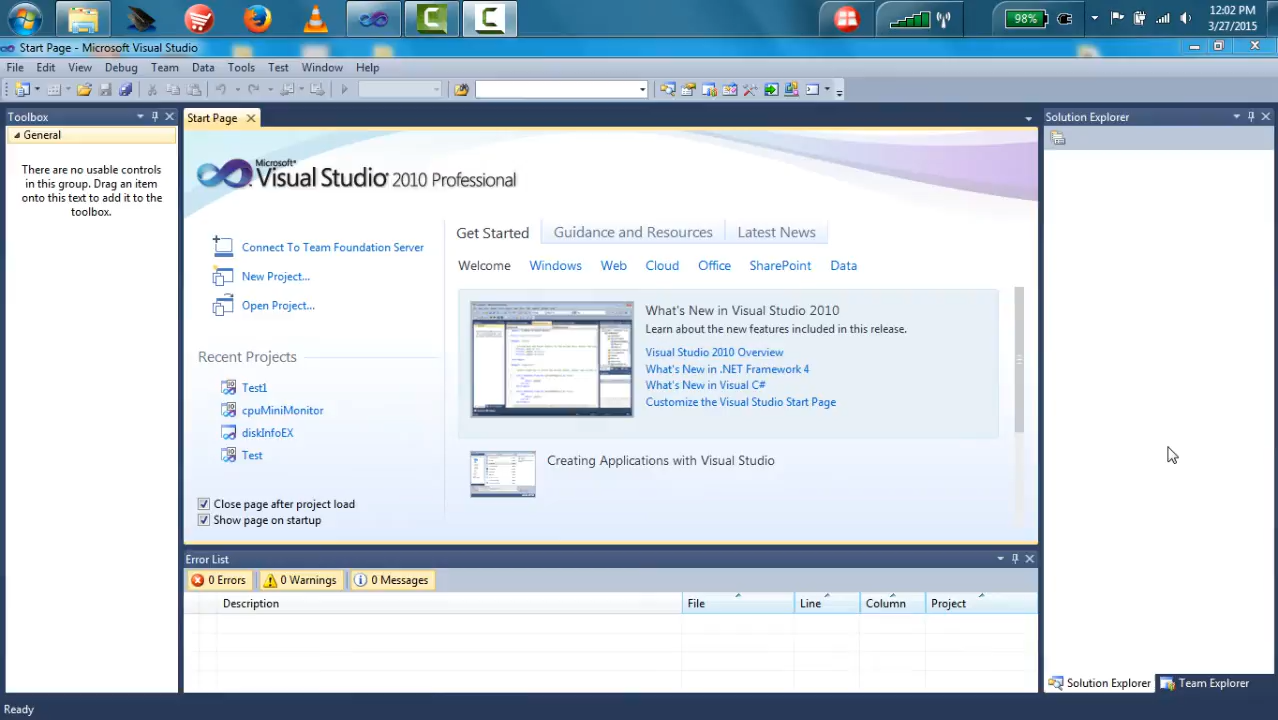 98%
12:02 PM
3/27/2015
Start Page - Microsoft Visual Studio
File Edit View Debug Team Data Tools Test Window Help
Toolbox
General
There are no usable controls
in this group. Drag an item
onto this text to add it to the
toolbox.
Start Page
Microsoft
Visual Studio 2010 Professional
Connect To Team Foundation Server
New Project...
Open Project...
Recent Projects
Test1
cpuMiniMonitor
diskInfoEX
Test
Close page after project load
Show page on startup
Get Started Guidance and Resources Latest News
Welcome Windows Web Cloud Office SharePoint Data
What's New in Visual Studio 2010
Learn about the new features included in this release.
Visual Studio 2010 Overview
What's New in .NET Framework 4
What's New in Visual C#
Customize the Visual Studio Start Page
Creating Applications with Visual Studio
Error List
0 Errors 0 Warnings 0 Messages
Description File Line Column Project
Solution Explorer
Solution Explorer Team Explorer
Ready